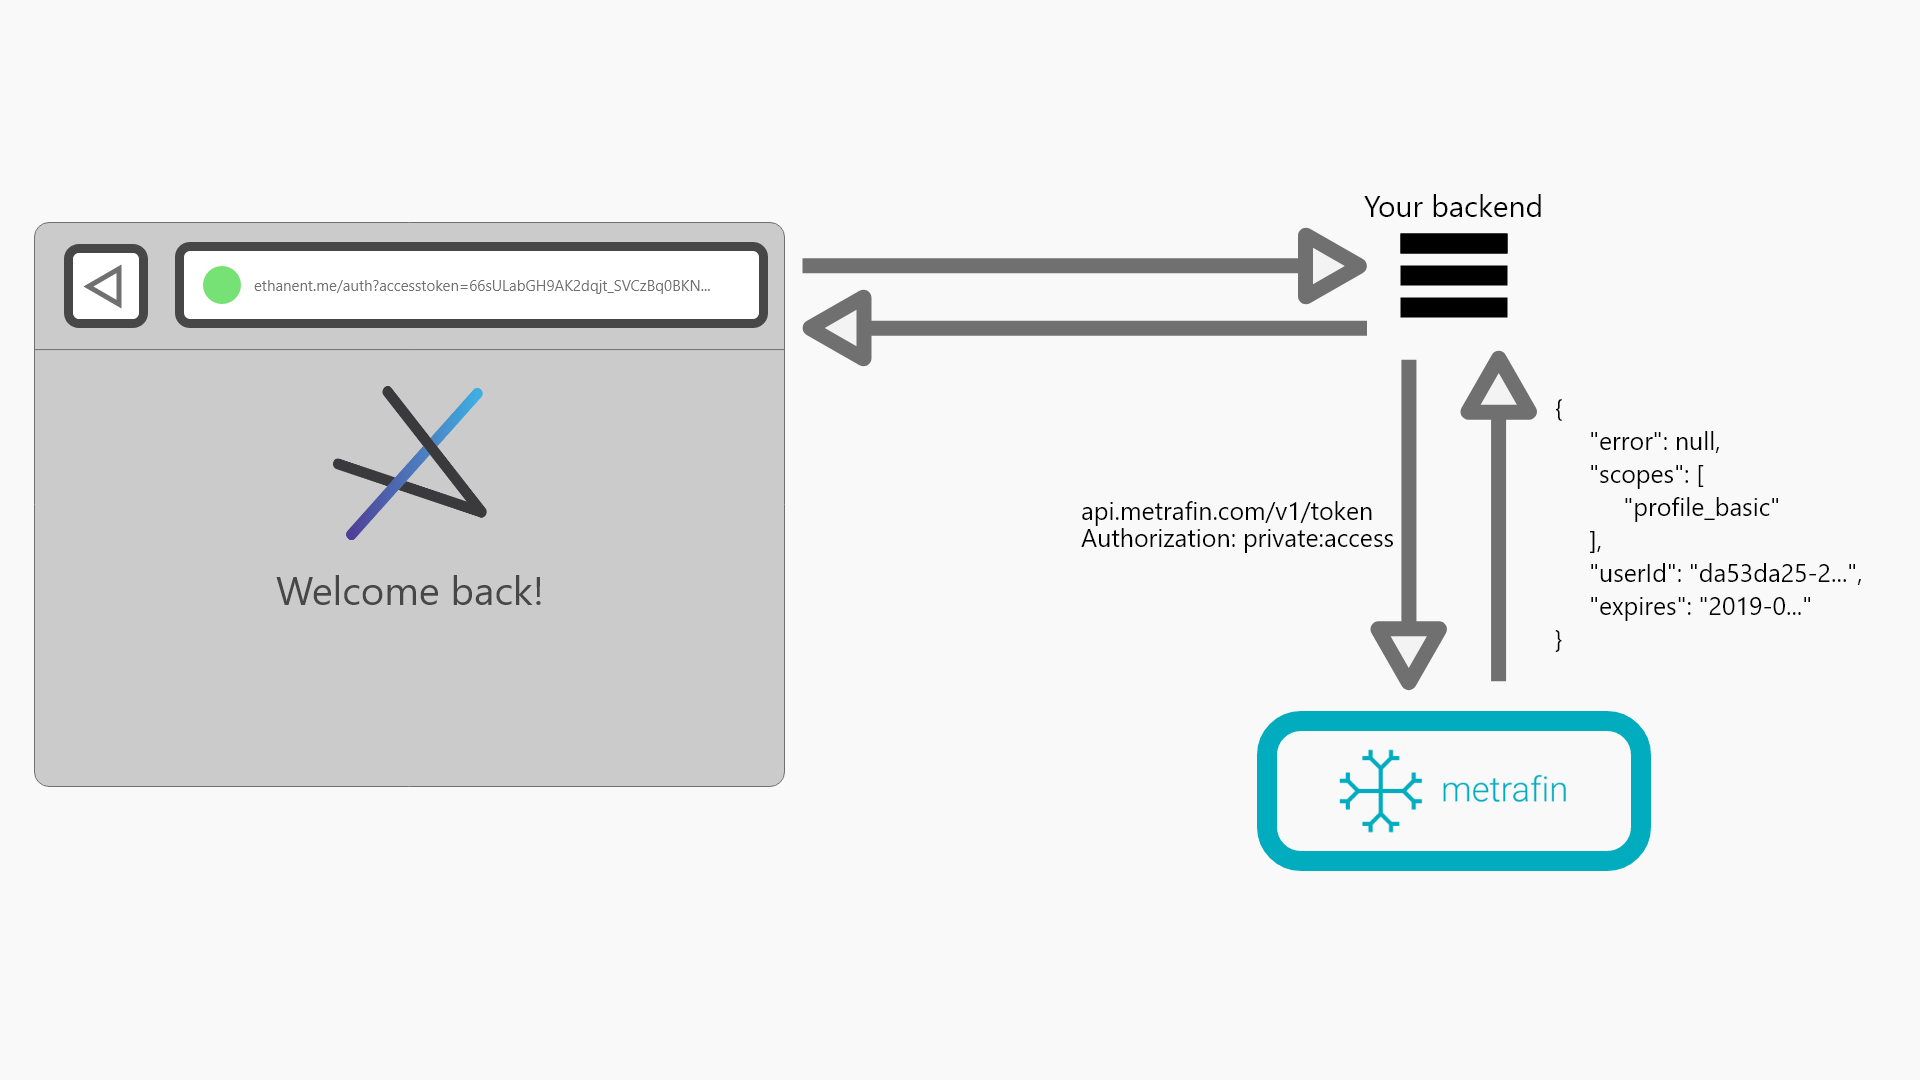 Your backend
ethanent.me/auth?accesstoken=66sULabGH9AK2dqjt_SVCzBq0BKN...
Welcome back!
api.metrafin.com/v1/token
Authorization: private:access
{
"error": null,
"scopes": [
"profile_basic"
],
"userId": "da53da25-2...",
"expires": "2019-0..."
}
metrafin